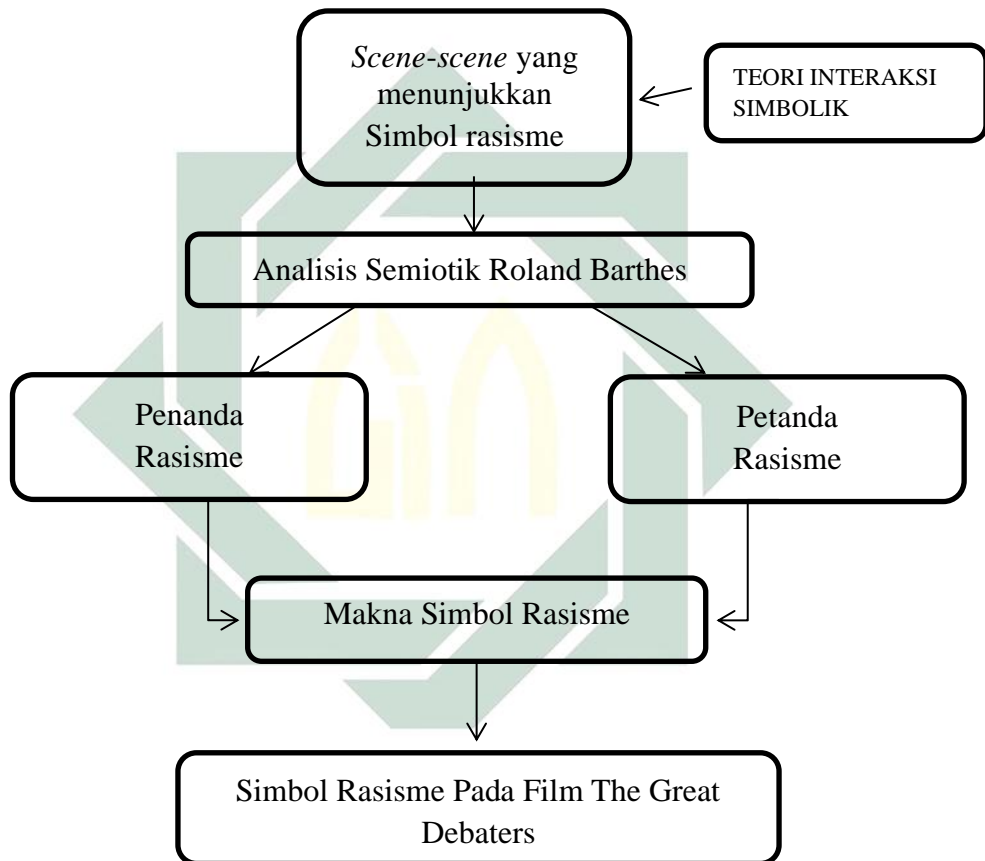 Scene-scene yang
menunjukkan
Simbol rasisme
TEORI INTERAKSI
SIMBOLIK
Analisis Semiotik Roland Barthes
Penanda
Rasisme
Petanda
Rasisme
Makna Simbol Rasisme
Simbol Rasisme Pada Film The Great
Debaters